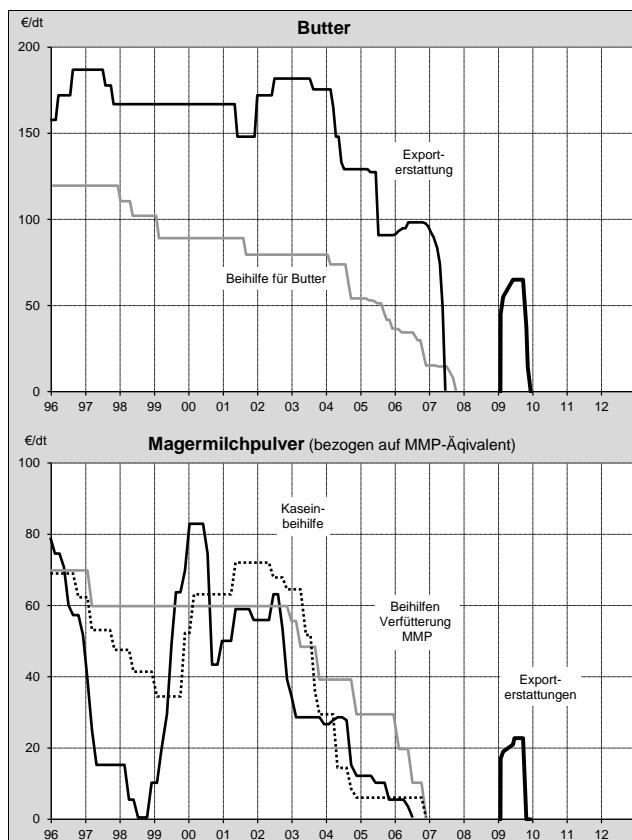 €/dt
Butter
200
150
100
50
0
Export-
erstattung
Beihilfe für Butter
96 97 98 99 00 01 02 03 04 05 06 07 08 09 10 11 12
€/dt
Magermilchpulver (bezogen auf MMP-Äqivalent)
100
80
60
40
20
0
Kasein-
beihilfe
Beihilfen
Verfütterung
MMP
Export-
erstattungen
96 97 98 99 00 01 02 03 04 05 06 07 08 09 10 11 12